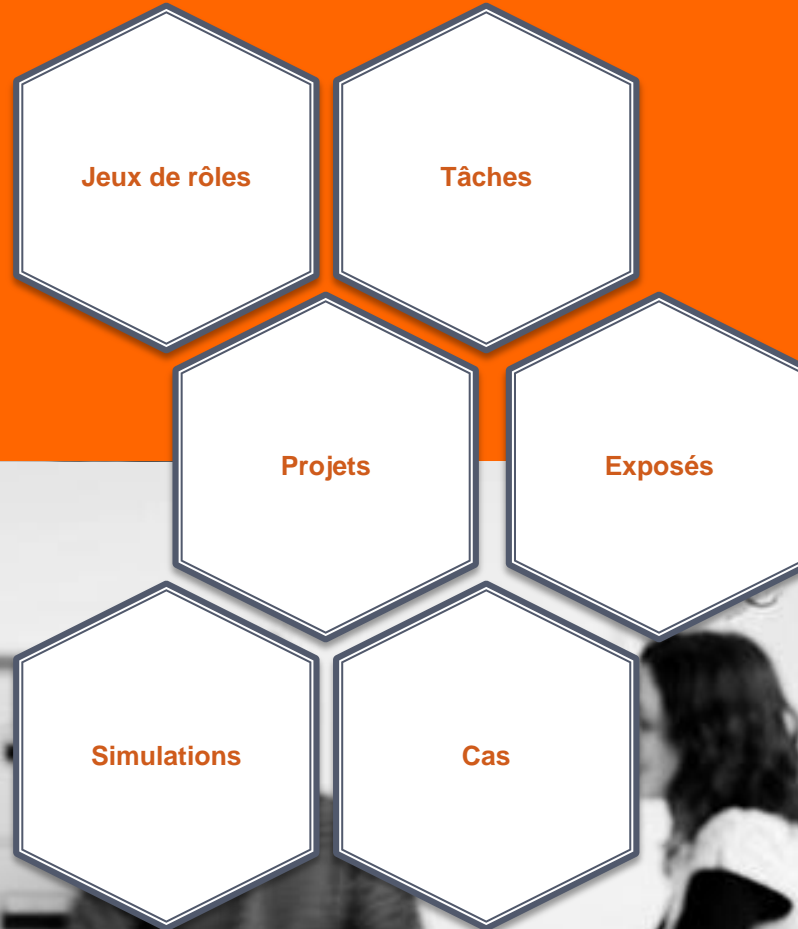 Jeux de rôles
Tâches
Projets
Exposés
Simulations
Cas